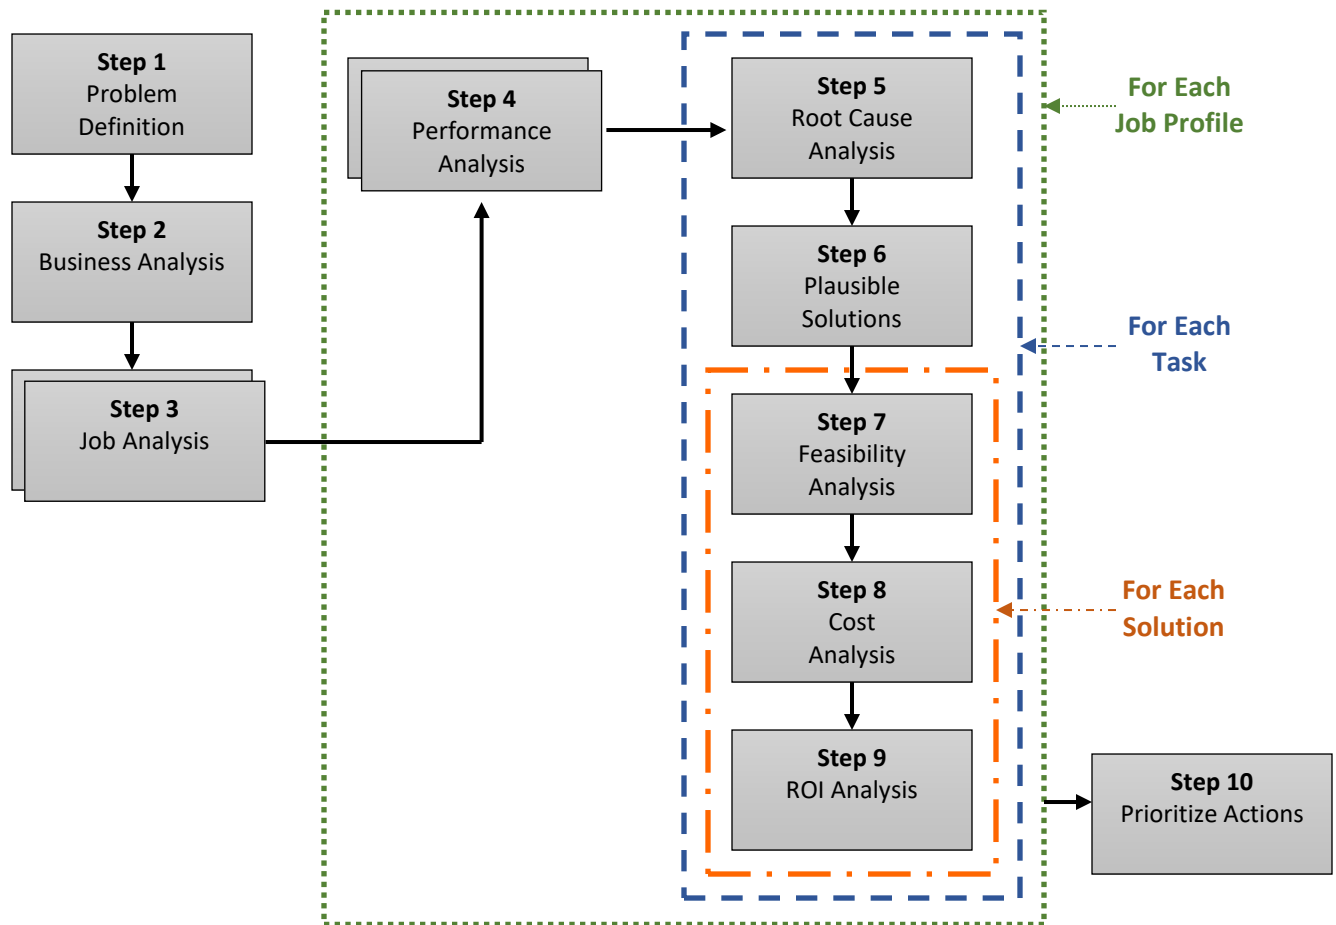 Step 1
Problem
Definition
Step 2
Business Analysis
Step 3
Job Analysis
Step 4
Performance
Analysis
Step 5
Root Cause
Analysis
Step 6
Plausible
Solutions
Step 7
Feasibility
Analysis
Step 8
Cost
Analysis
Step 9
ROI Analysis
For Each
Job Profile
For Each
Task
For Each
Solution
Step 10
Prioritize Actions